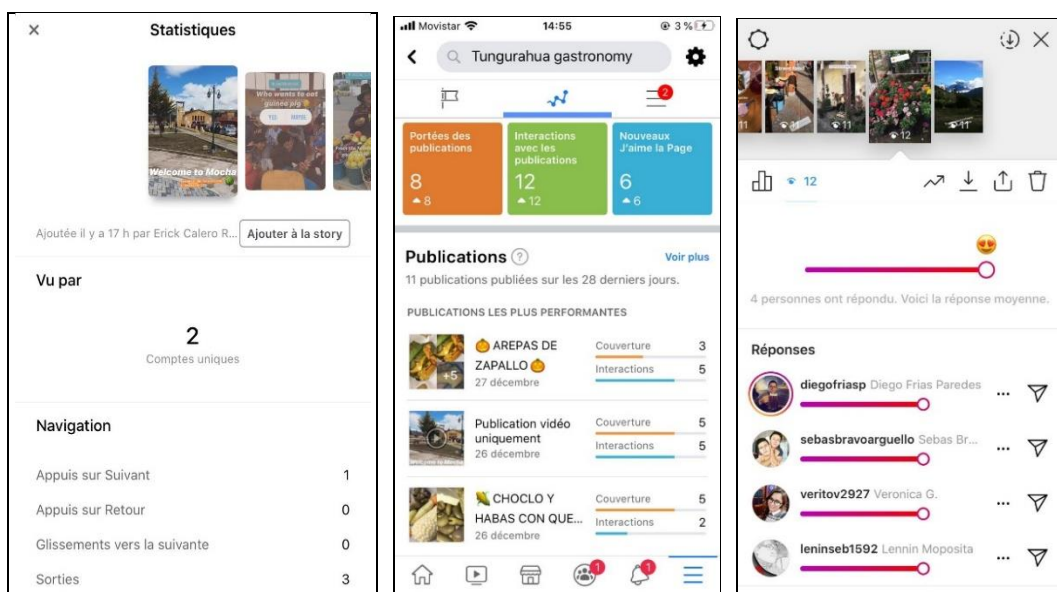 Statistiques
Welcome to Mocha
Who wants to eat
guinea pig
YES
Ajoutée il y a 17 h par Erick Calero R...
Ajouter à la story
Vu par
2
Comptes uniques
Navigation
Appuis sur Suivant 1
Appuis sur Retour 0
Glissements vers la suivante 0
Sorties 3
Movistar 14:55 3 %
Tungurahua gastronomy
2
Portées des
publications
8
8
Interactions
avec les
publications
12
12
Nouveaux
J'aime la Page
6
6
Publications Voir plus
11 publications publiées sur les 28 derniers jours.
PUBLICATIONS LES PLUS PERFORMANTES
+5
🎃 AREPAS DE
ZAPALLO 🎃
27 décembre
Couverture 3
Interactions 5
Publication vidéo
uniquement
26 décembre
Couverture 5
Interactions 5
🌽 CHOCLO Y
HABAS CON QUE...
26 décembre
Couverture 5
Interactions 2
1
1
11
11
11
12
11
12
4 personnes ont répondu. Voici la réponse moyenne.
Réponses
diegofriasp Diego Frias Paredes
sebasbravoarguello Sebas Br...
veritov2927 Veronica G.
leninseb1592 Lennin Moposita